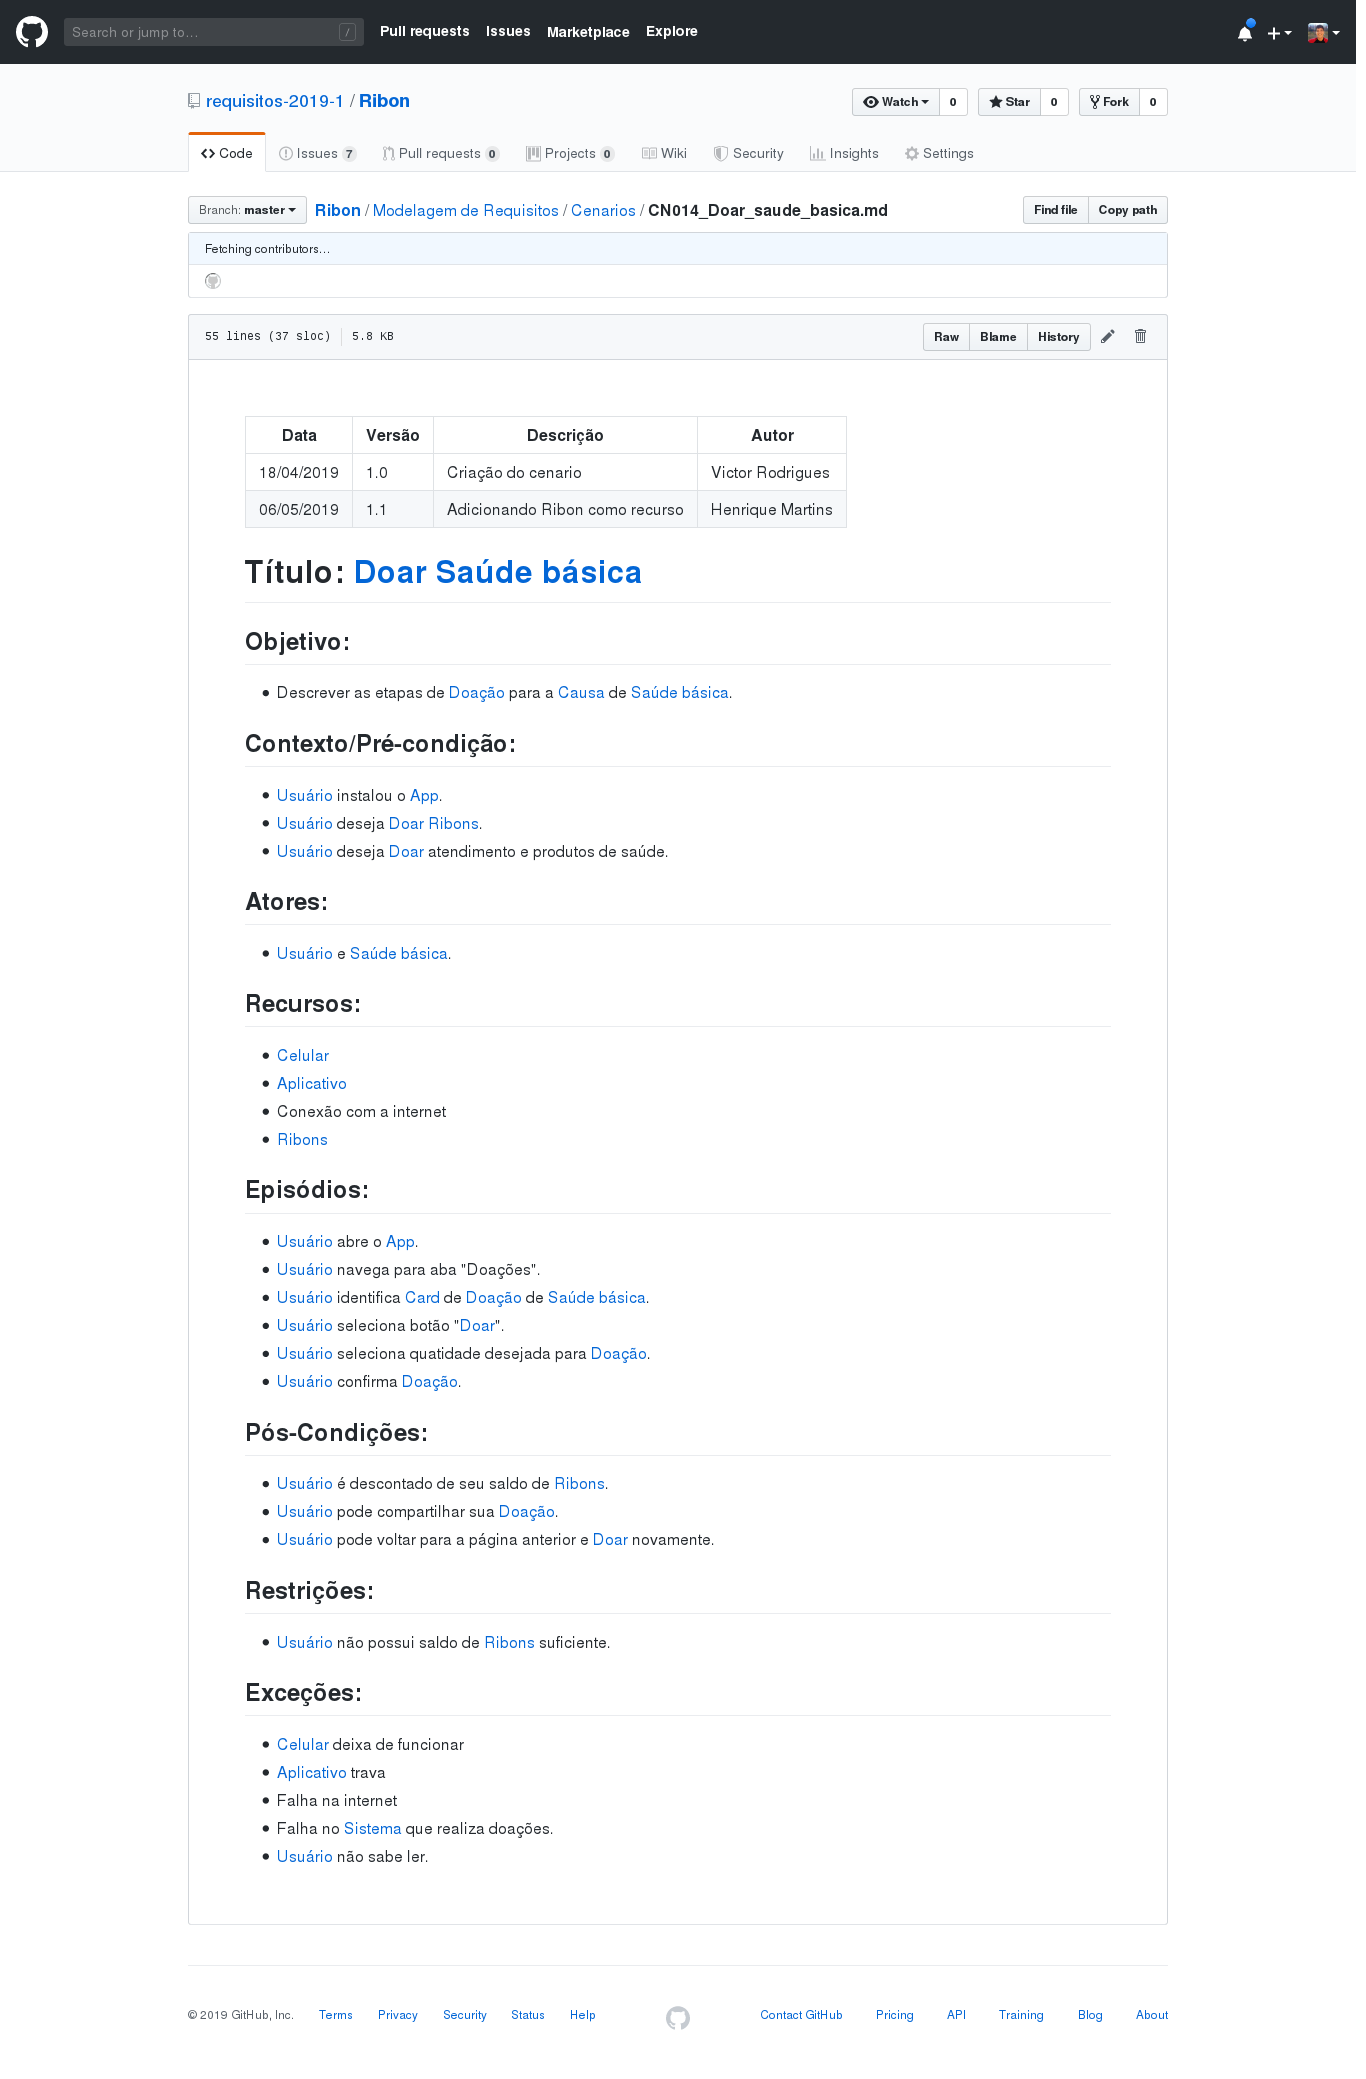 Search or jump to… /
Pull requests Issues Marketplace Explore
requisitos-2019-1 / Ribon
Watch 0 Star 0 Fork 0
Code Issues 7 Pull requests 0 Projects 0 Wiki Security Insights Settings
Branch: master Ribon / Modelagem de Requisitos / Cenarios / CN014_Doar_saude_basica.md Find file Copy path
Fetching contributors…
55 lines (37 sloc) 5.8 KB Raw Blame History
Data Versão Descrição Autor
18/04/2019 1.0 Criação do cenario Victor Rodrigues
06/05/2019 1.1 Adicionando Ribon como recurso Henrique Martins
Título: Doar Saúde básica
Objetivo:
• Descrever as etapas de Doação para a Causa de Saúde básica.
Contexto/Pré-condição:
• Usuário instalou o App.
• Usuário deseja Doar Ribons.
• Usuário deseja Doar atendimento e produtos de saúde.
Atores:
• Usuário e Saúde básica.
Recursos:
• Celular
• Aplicativo
• Conexão com a internet
• Ribons
Episódios:
• Usuário abre o App.
• Usuário navega para aba "Doações".
• Usuário identifica Card de Doação de Saúde básica.
• Usuário seleciona botão "Doar".
• Usuário seleciona quatidade desejada para Doação.
• Usuário confirma Doação.
Pós-Condições:
• Usuário é descontado de seu saldo de Ribons.
• Usuário pode compartilhar sua Doação.
• Usuário pode voltar para a página anterior e Doar novamente.
Restrições:
• Usuário não possui saldo de Ribons suficiente.
Exceções:
• Celular deixa de funcionar
• Aplicativo trava
• Falha na internet
• Falha no Sistema que realiza doações.
• Usuário não sabe ler.
© 2019 GitHub, Inc. Terms Privacy Security Status Help Contact GitHub Pricing API Training Blog About